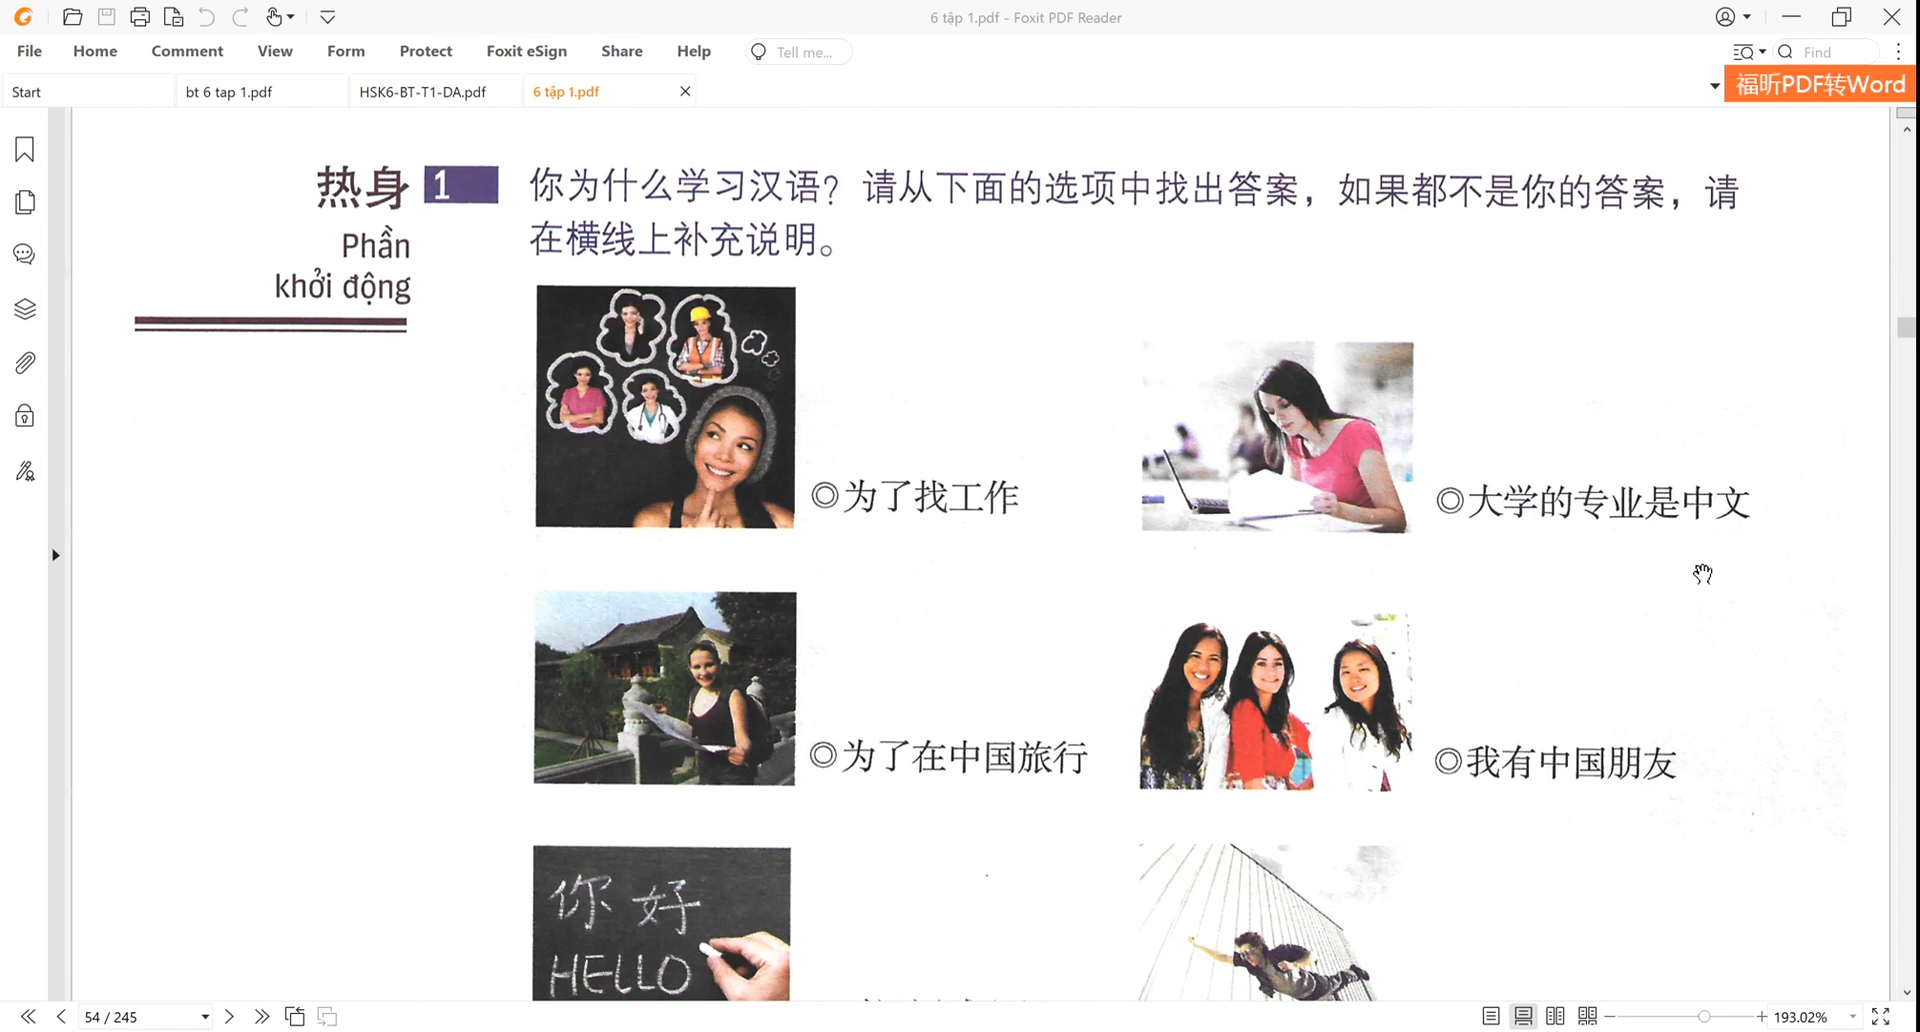 6 tập 1.pdf - Foxit PDF Reader
File Home Comment View Form Protect Foxit eSign Share Help Tell me... Find
Start bt 6 tap 1.pdf HSK6-BT-T1-DA.pdf 6 tập 1.pdf 福昕PDF转Word
热身 1 你为什么学习汉语？请从下面的选项中找出答案，如果都不是你的答案，请
在横线上补充说明。
Phần
khởi động
◎为了找工作
◎大学的专业是中文
◎为了在中国旅行
◎我有中国朋友
你好
HELLO
54 / 245 193.02%